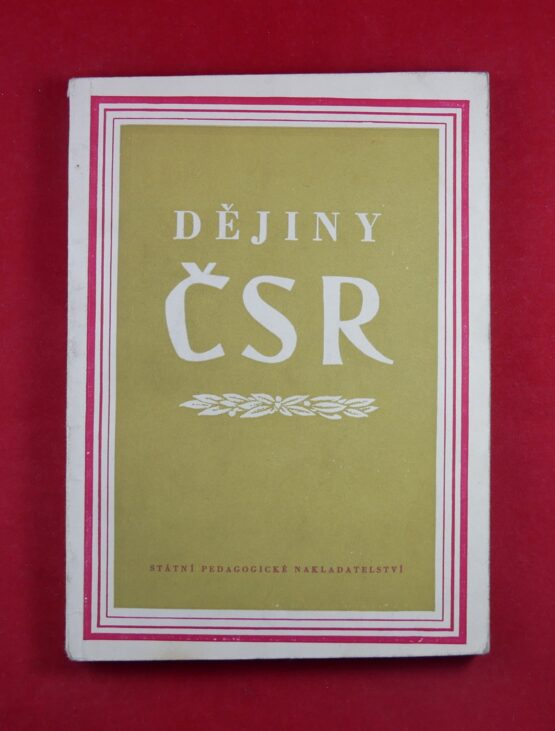 DĚJINY
ČSR
STÁTNÍ PEDAGOGICKÉ NAKLADATELSTVÍ